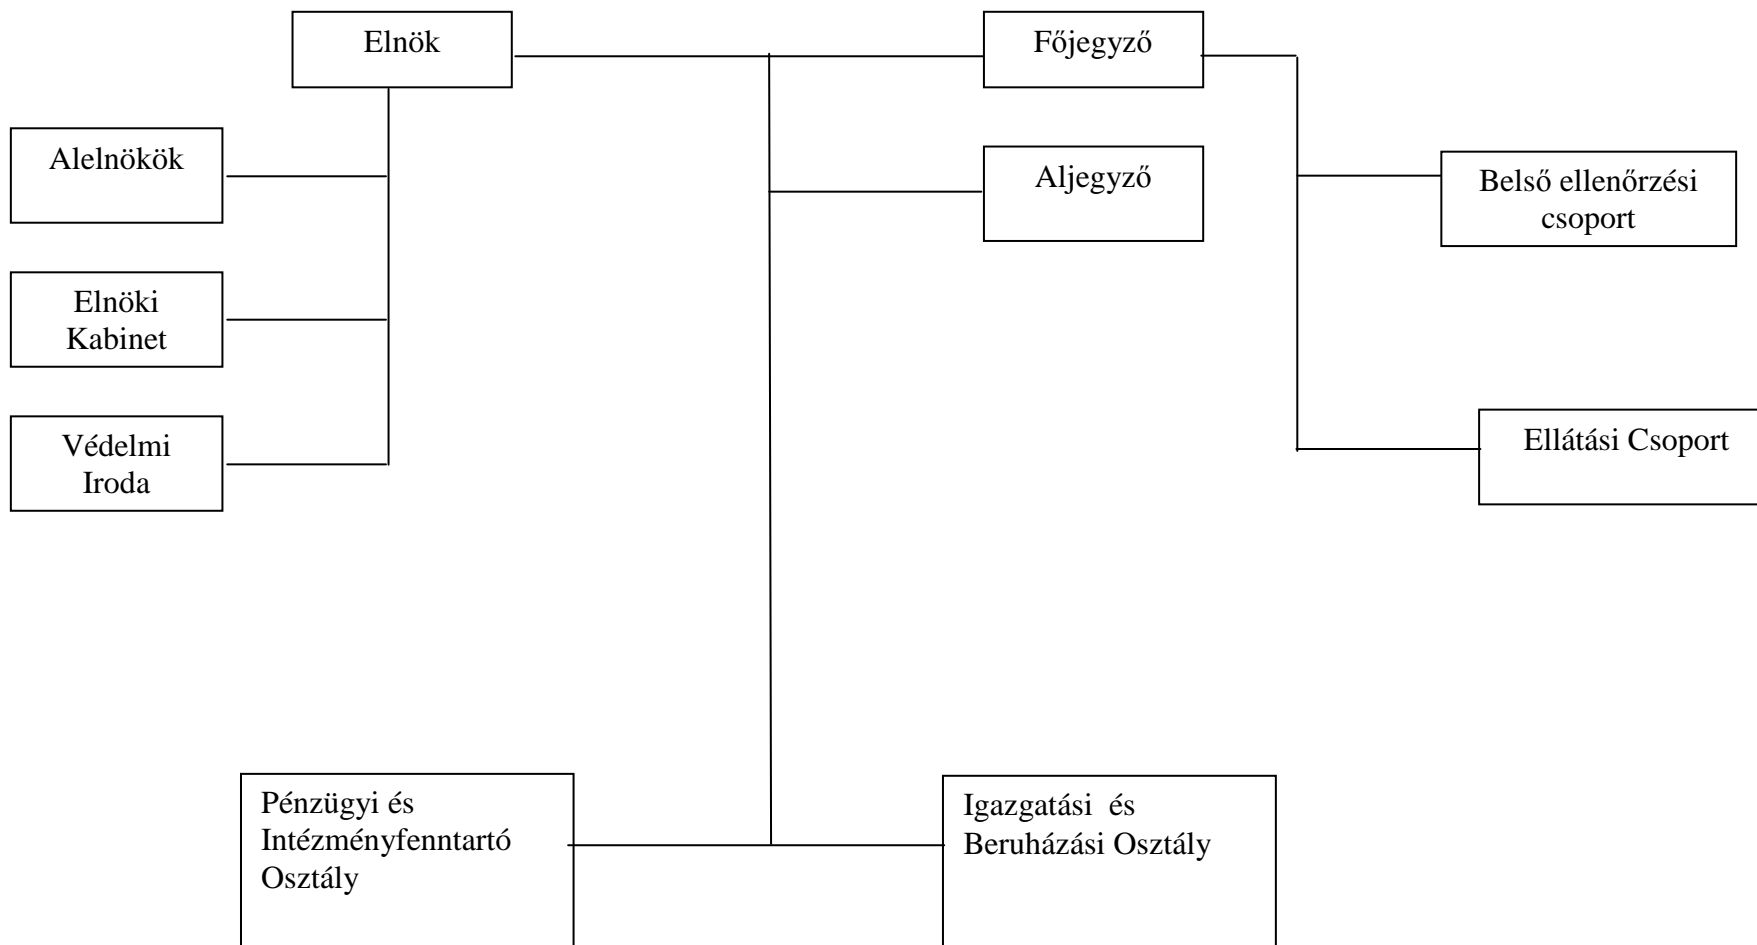 Elnök
Főjegyző
Alelnökök
Aljegyző
Belső ellenőrzési
csoport
Elnöki
Kabinet
Védelmi
Iroda
Ellátási Csoport
Pénzügyi és
Intézményfenntartó
Osztály
Igazgatási  és
Beruházási Osztály